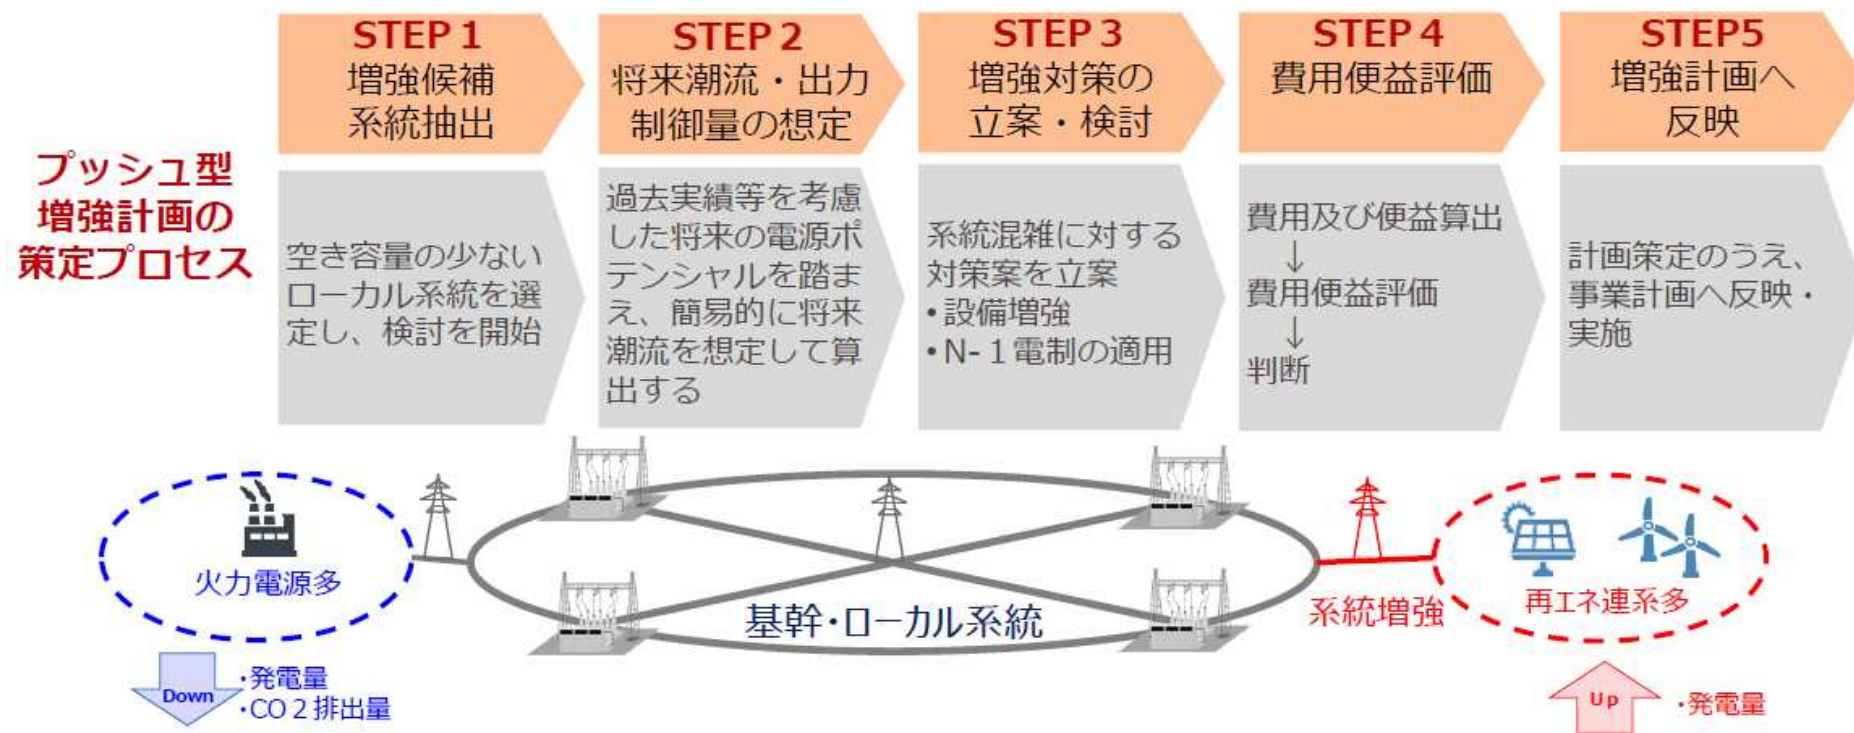 プッシュ型
増強計画の
策定プロセス
STEP1
増強候補
系統抽出
空き容量の少ない
ローカル系統を選
定し、検討を開始
STEP2
将来潮流・出力
制御量の想定
過去実績等を考慮
した将来の電源ポ
テンシャルを踏ま
え、簡易的に将来
潮流を想定して算
出する
STEP3
増強対策の
立案・検討
系統混雑に対する
対策案を立案
・設備増強
・N-1電制の適用
STEP4
費用便益評価
費用及び便益算出
↓
費用便益評価
↓
判断
STEP5
増強計画へ
反映
計画策定のうえ、
事業計画へ反映・
実施
火力電源多
基幹・ローカル系統
系統増強
再エネ連系多
Down
・発電量
・CO2排出量
Up
・発電量